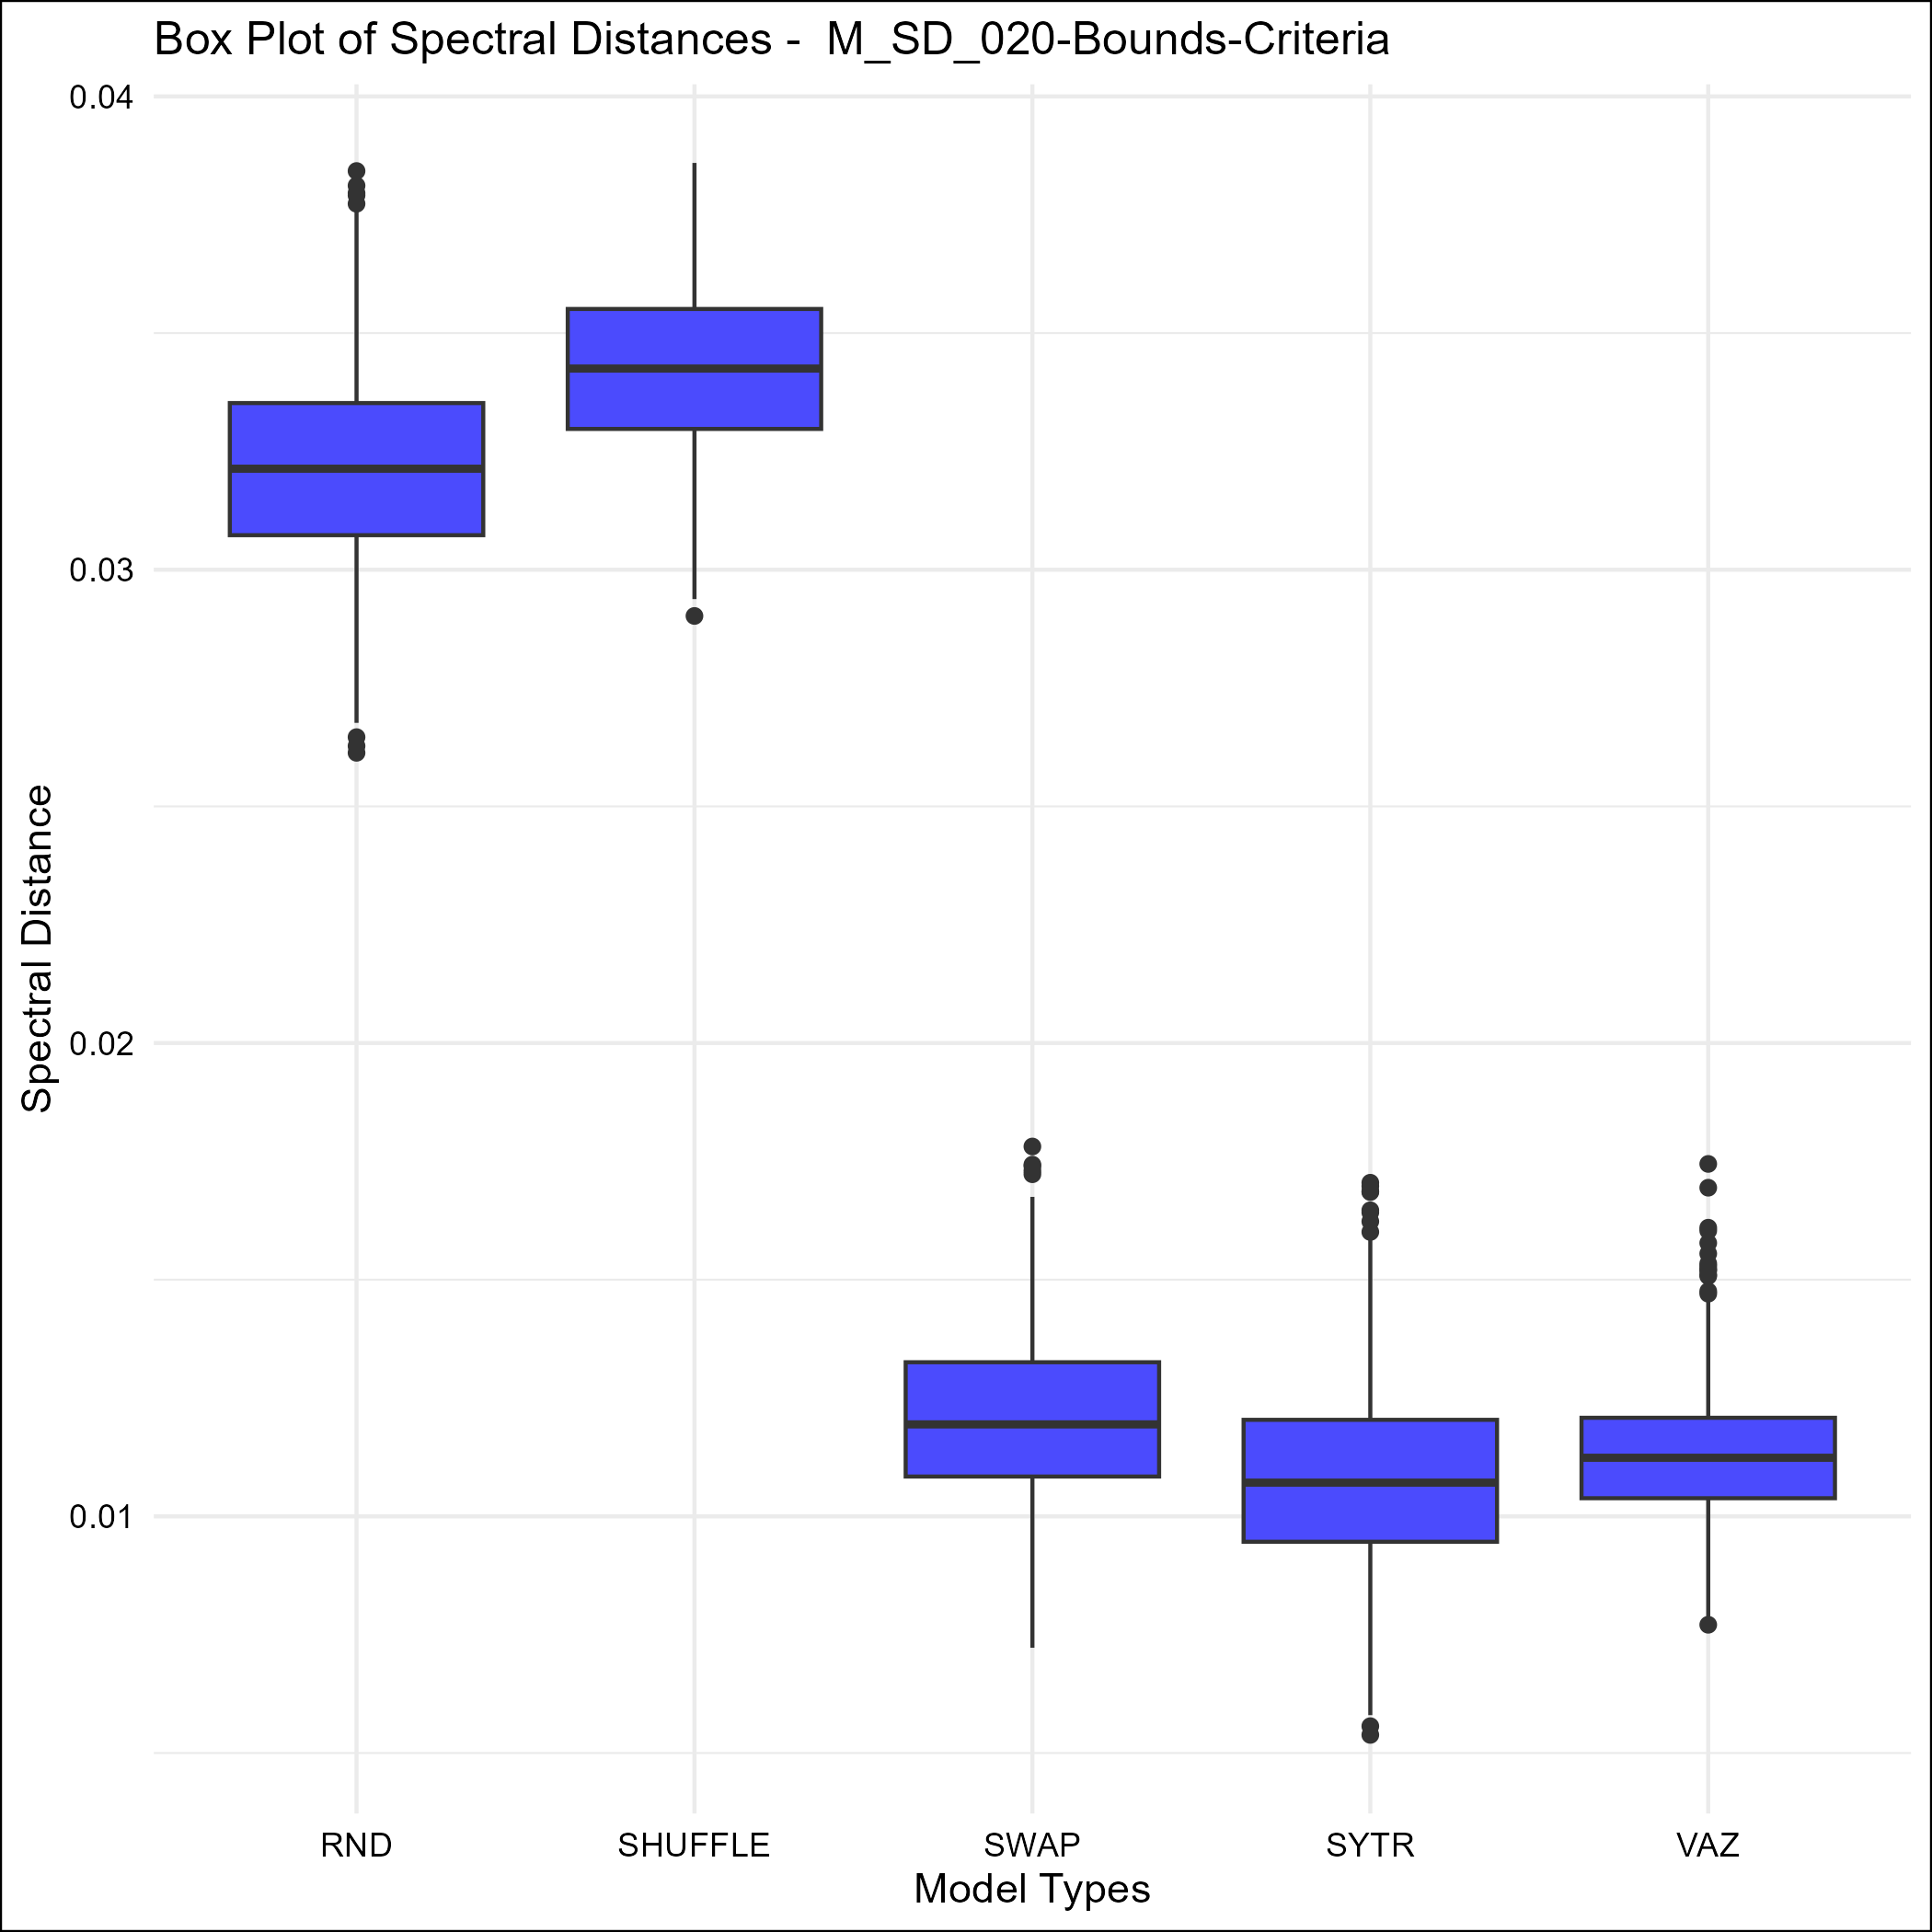 Box Plot of Spectral Distances -  M_SD_020-Bounds-Criteria
0.04
0.03
0.02
0.01
Spectral Distance
RND SHUFFLE SWAP SYTR VAZ
Model Types